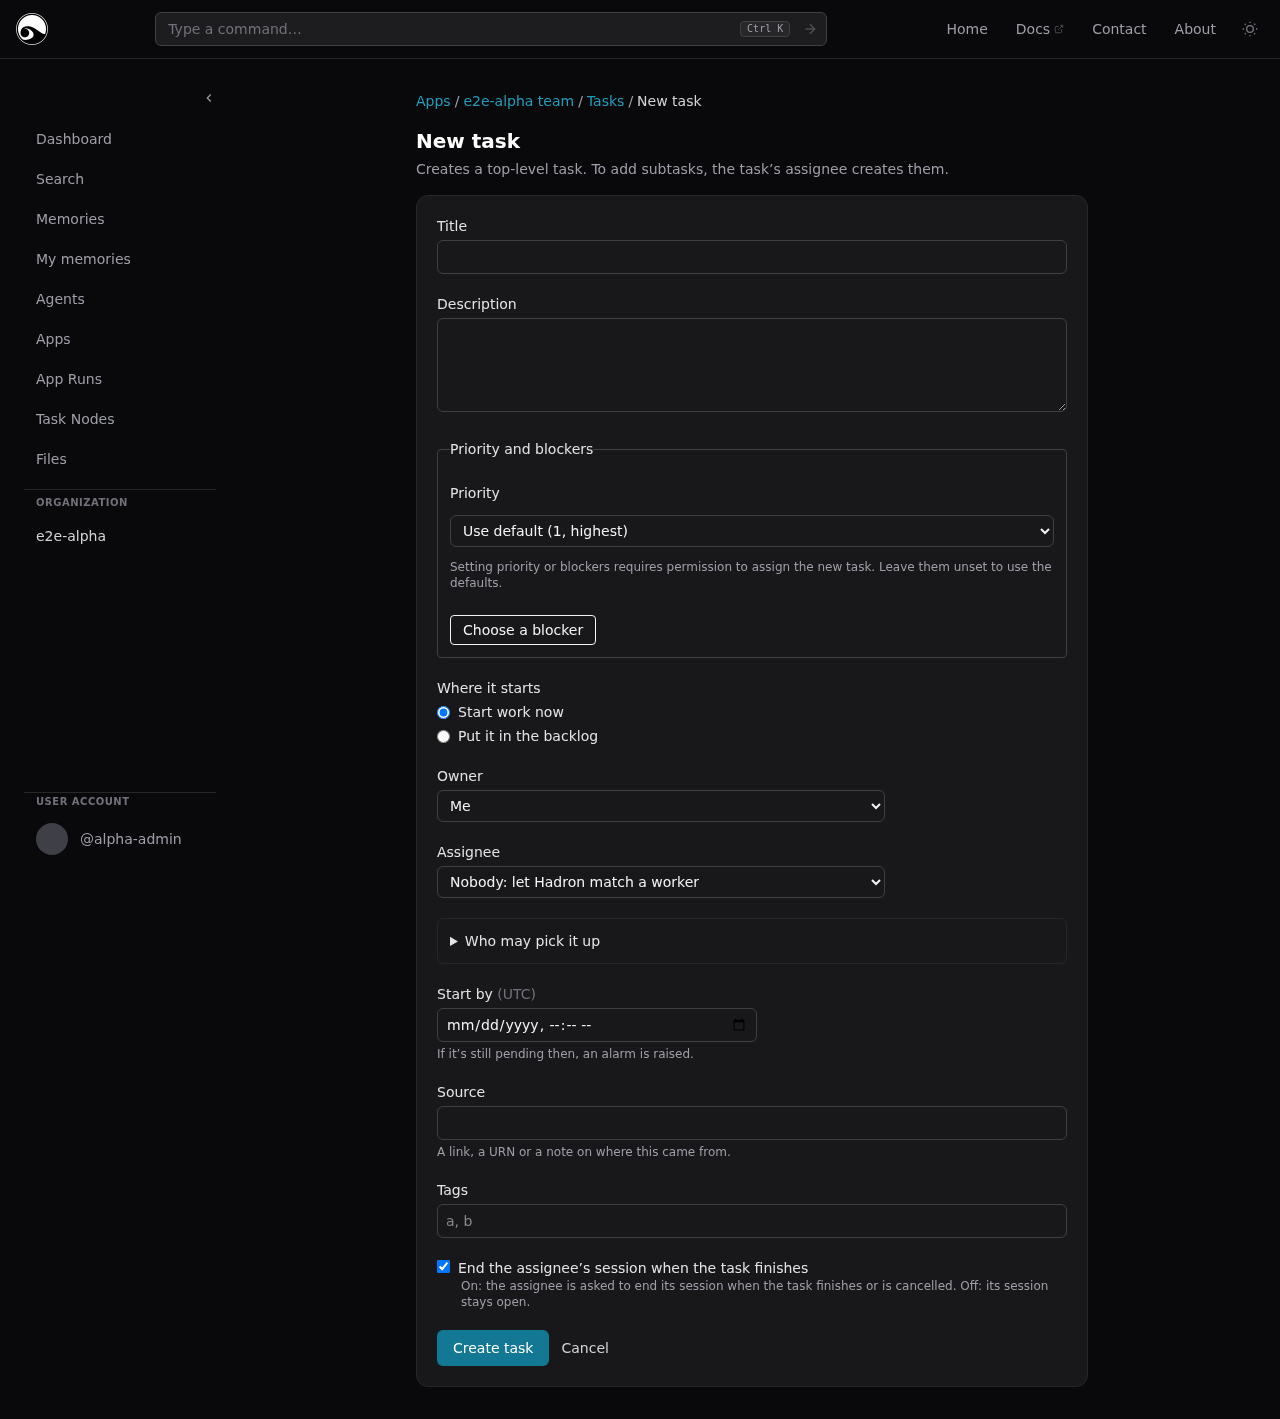 Type a command...
Ctrl K
Home
Docs
Contact
About
Apps / e2e-alpha team / Tasks / New task
New task
Creates a top-level task. To add subtasks, the task’s assignee creates them.
Dashboard
Search
Memories
My memories
Agents
Apps
App Runs
Task Nodes
Files
ORGANIZATION
e2e-alpha
USER ACCOUNT
@alpha-admin
Title
Description
Priority and blockers
Priority
Use default (1, highest)
Setting priority or blockers requires permission to assign the new task. Leave them unset to use the
defaults.
Choose a blocker
Where it starts
Start work now
Put it in the backlog
Owner
Me
Assignee
Nobody: let Hadron match a worker
Who may pick it up
Start by (UTC)
mm/dd/yyyy, --:-- --
If it’s still pending then, an alarm is raised.
Source
A link, a URN or a note on where this came from.
Tags
a, b
End the assignee’s session when the task finishes
On: the assignee is asked to end its session when the task finishes or is cancelled. Off: its session
stays open.
Create task
Cancel